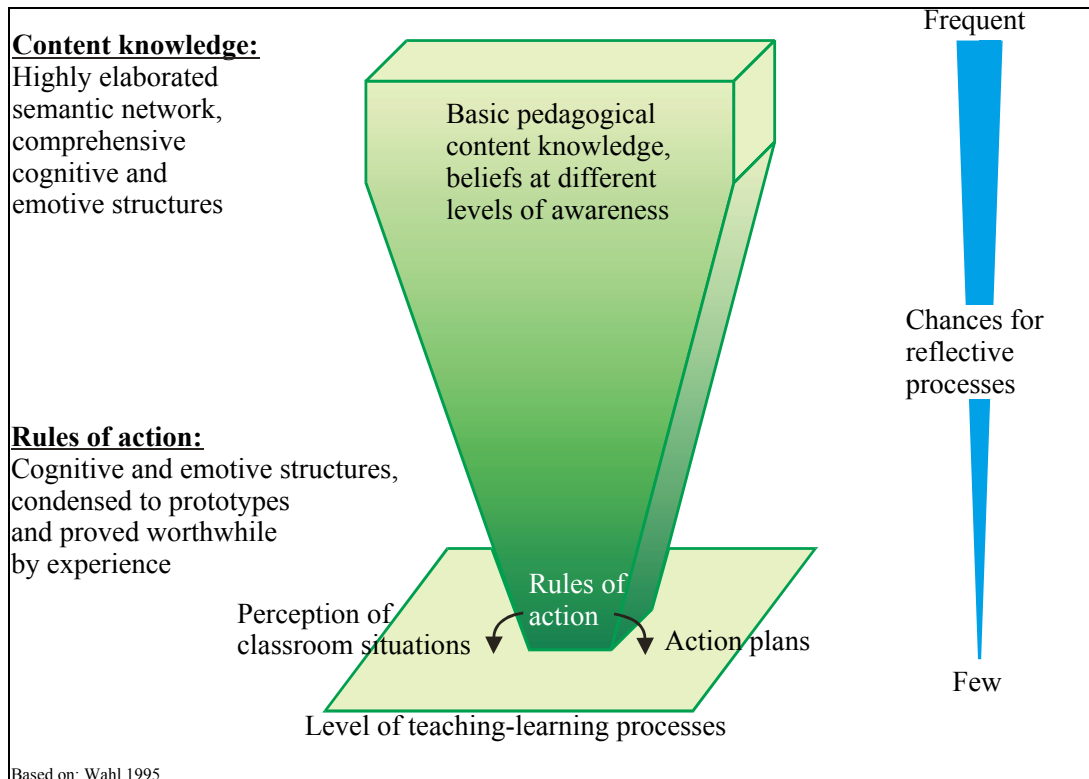 Content knowledge:
Highly elaborated
semantic network,
comprehensive
cognitive and
emotive structures
Basic pedagogical
content knowledge,
beliefs at different
levels of awareness
Frequent
Chances for
reflective
processes
Few
Rules of action:
Cognitive and emotive structures,
condensed to prototypes
and proved worthwhile
by experience
Rules of
action
Perception of
classroom situations
Action plans
Level of teaching-learning processes
Based on: Wahl 1995